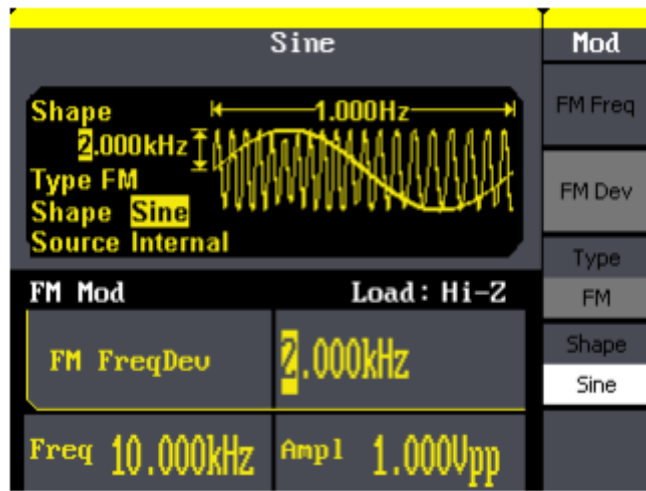 Sine
Mod
Shape
1.000Hz
2.000kHz
Type FM
Shape Sine
Source Internal
FM Freq
FM Dev
Type
FM
Shape
Sine
FM Mod
Load: Hi-Z
FM FreqDev
2.000kHz
Freq 10.000kHz
Ampl 1.000Vpp